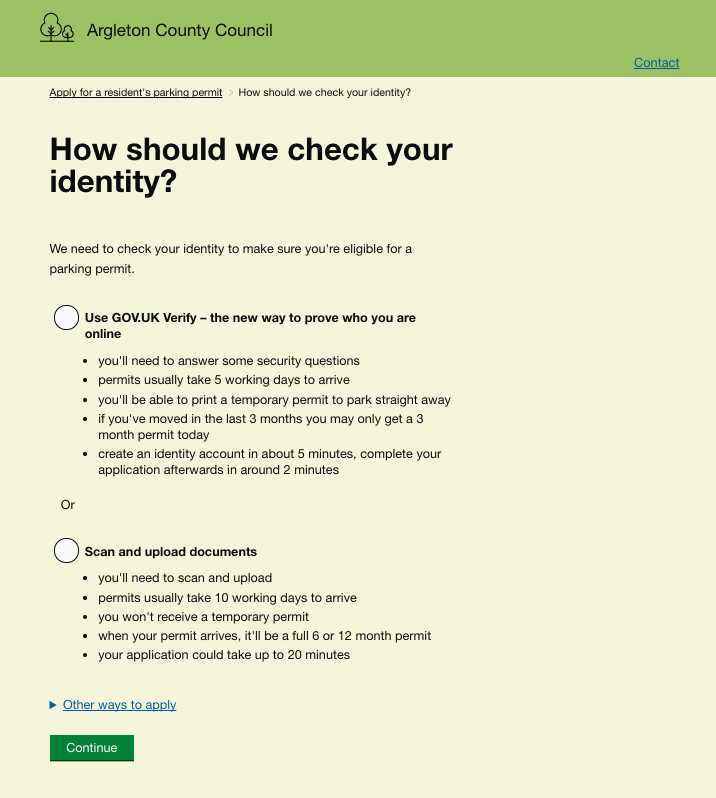 Argleton County Council
Contact
Apply for a resident's parking permit > How should we check your identity?
How should we check your
identity?
We need to check your identity to make sure you're eligible for a
parking permit.
Use GOV.UK Verify – the new way to prove who you are
online
• you'll need to answer some security questions
• permits usually take 5 working days to arrive
• you'll be able to print a temporary permit to park straight away
• if you've moved in the last 3 months you may only get a 3
month permit today
• create an identity account in about 5 minutes, complete your
application afterwards in around 2 minutes
Or
Scan and upload documents
• you'll need to scan and upload
• permits usually take 10 working days to arrive
• you won't receive a temporary permit
• when your permit arrives, it'll be a full 6 or 12 month permit
• your application could take up to 20 minutes
Other ways to apply
Continue